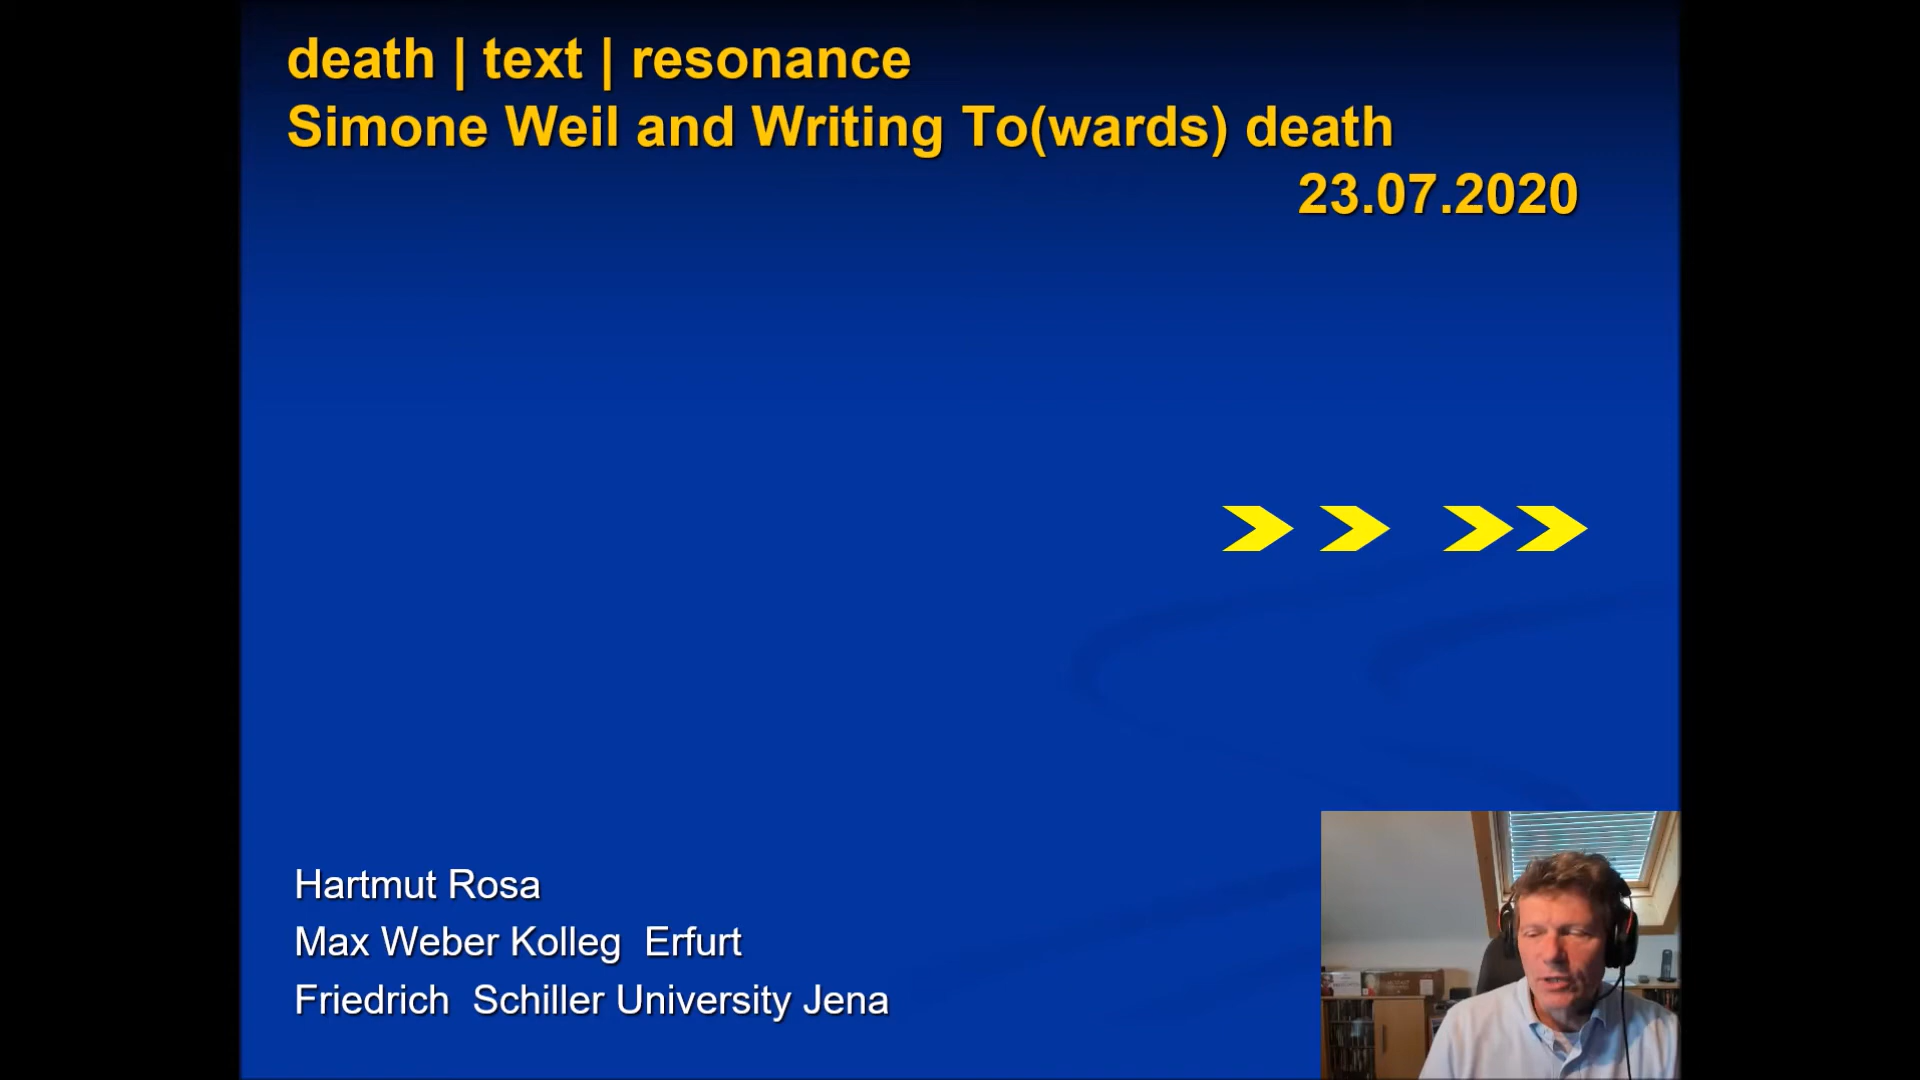 death | text | resonance
Simone Weil and Writing To(wards) death
23.07.2020
Hartmut Rosa
Max Weber Kolleg  Erfurt
Friedrich  Schiller University Jena